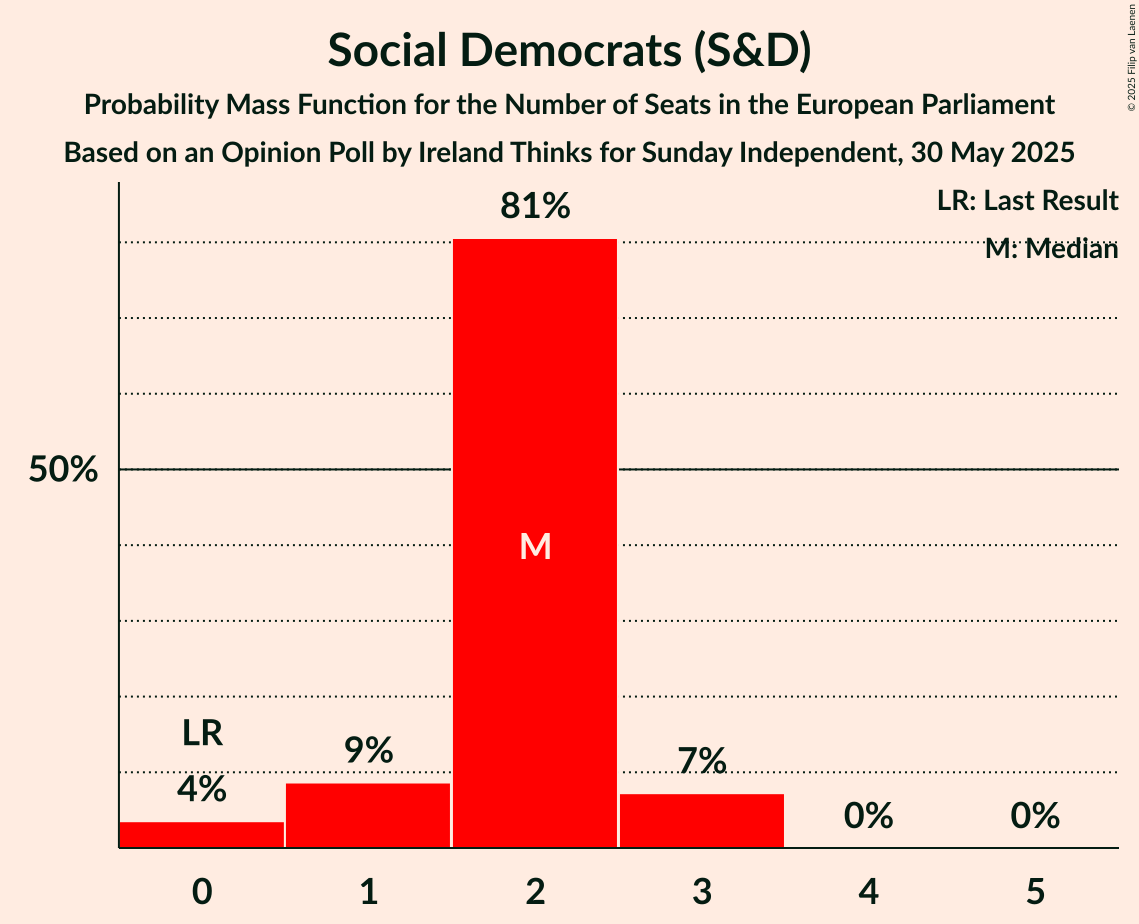 Social Democrats (S&D)
Probability Mass Function for the Number of Seats in the European Parliament
Based on an Opinion Poll by Ireland Thinks for Sunday Independent, 30 May 2025
© 2025 Filip van Laenen
LR: Last Result
M: Median
81%
50%
M
LR
4%
9%
7%
0%
0%
0
1
2
3
4
5